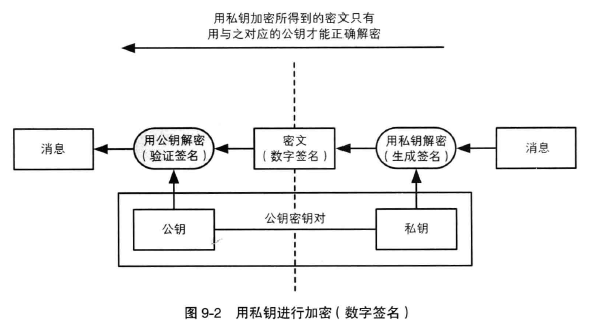 用私钥加密所得到的密文只有
用与之对应的公钥才能正确解密
消息
用公钥解密
(验证签名)
密文
(数字签名)
用私钥解密
(生成签名)
消息
公钥
公钥密钥对
私钥
图 9-2 用私钥进行加密(数字签名)